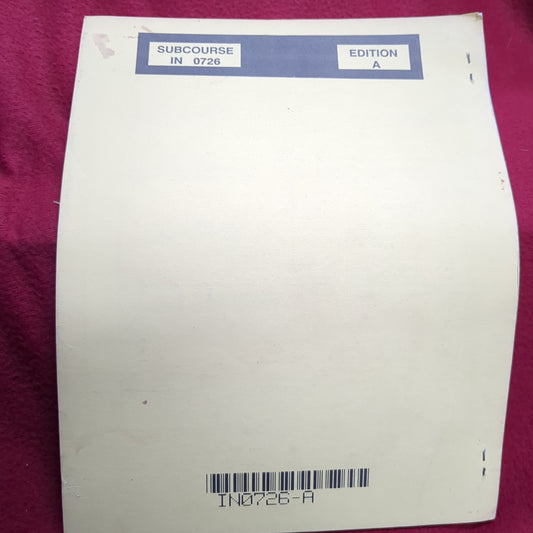 SUBCOURSE
IN 0726
EDITION
A
IN0726-A